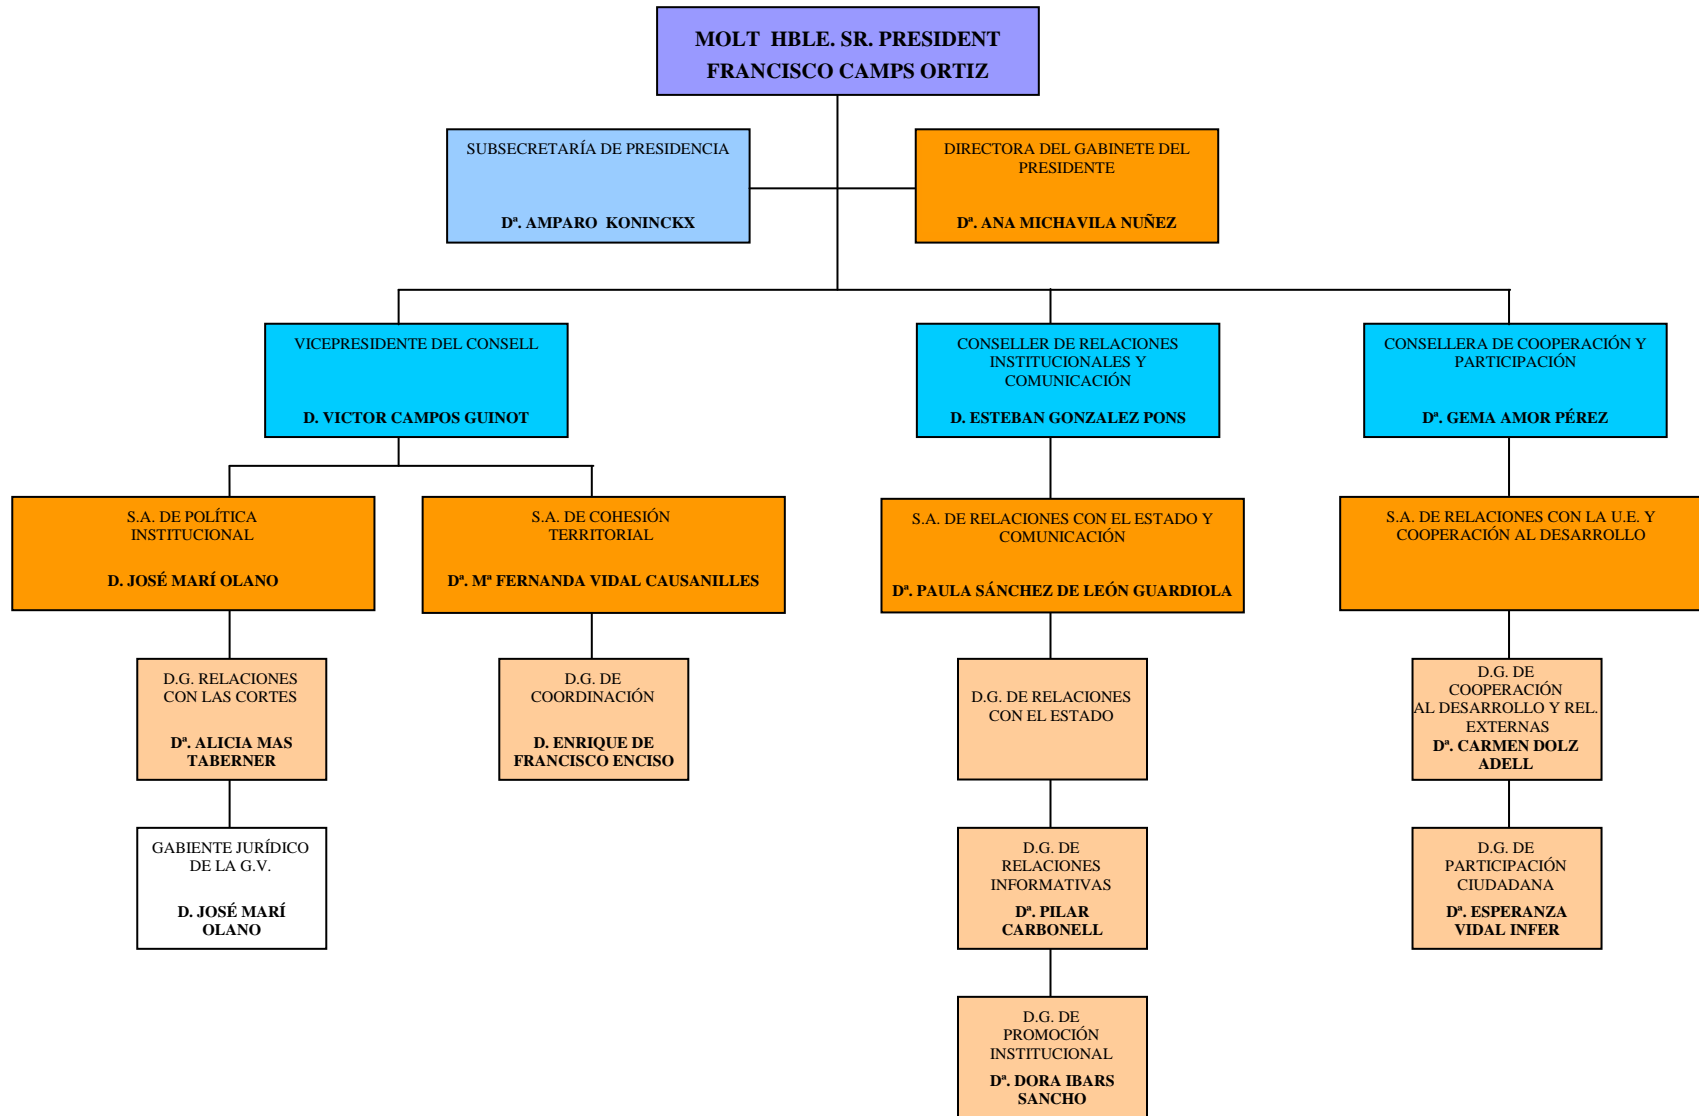 MOLT HBLE. SR. PRESIDENT
FRANCISCO CAMPS ORTIZ
SUBSECRETARÍA DE PRESIDENCIA
Dª. AMPARO KONINCKX
DIRECTORA DEL GABINETE DEL
PRESIDENTE
Dª. ANA MICHAVILA NUÑEZ
VICEPRESIDENTE DEL CONSELL
D. VICTOR CAMPOS GUINOT
CONSELLER DE RELACIONES
INSTITUCIONALES Y
COMUNICACIÓN
D. ESTEBAN GONZALEZ PONS
CONSELLERA DE COOPERACIÓN Y
PARTICIPACIÓN
Dª. GEMA AMOR PÉREZ
S.A. DE POLÍTICA
INSTITUCIONAL
D. JOSÉ MARÍ OLANO
S.A. DE COHESIÓN
TERRITORIAL
Dª. Mª FERNANDA VIDAL CAUSANILLES
S.A. DE RELACIONES CON EL ESTADO Y
COMUNICACIÓN
Dª. PAULA SÁNCHEZ DE LEÓN GUARDIOLA
S.A. DE RELACIONES CON LA U.E. Y
COOPERACIÓN AL DESARROLLO
D.G. RELACIONES
CON LAS CORTES
Dª. ALICIA MAS
TABERNER
D.G. DE
COORDINACIÓN
D. ENRIQUE DE
FRANCISCO ENCISO
D.G. DE RELACIONES
CON EL ESTADO
D.G. DE
COOPERACIÓN
AL DESARROLLO Y REL.
EXTERNAS
Dª. CARMEN DOLZ
ADELL
GABIENTE JURÍDICO
DE LA G.V.
D. JOSÉ MARÍ
OLANO
D.G. DE
RELACIONES
INFORMATIVAS
Dª. PILAR
CARBONELL
D.G. DE
PARTICIPACIÓN
CIUDADANA
Dª. ESPERANZA
VIDAL INFER
D.G. DE
PROMOCIÓN
INSTITUCIONAL
Dª. DORA IBARS
SANCHO